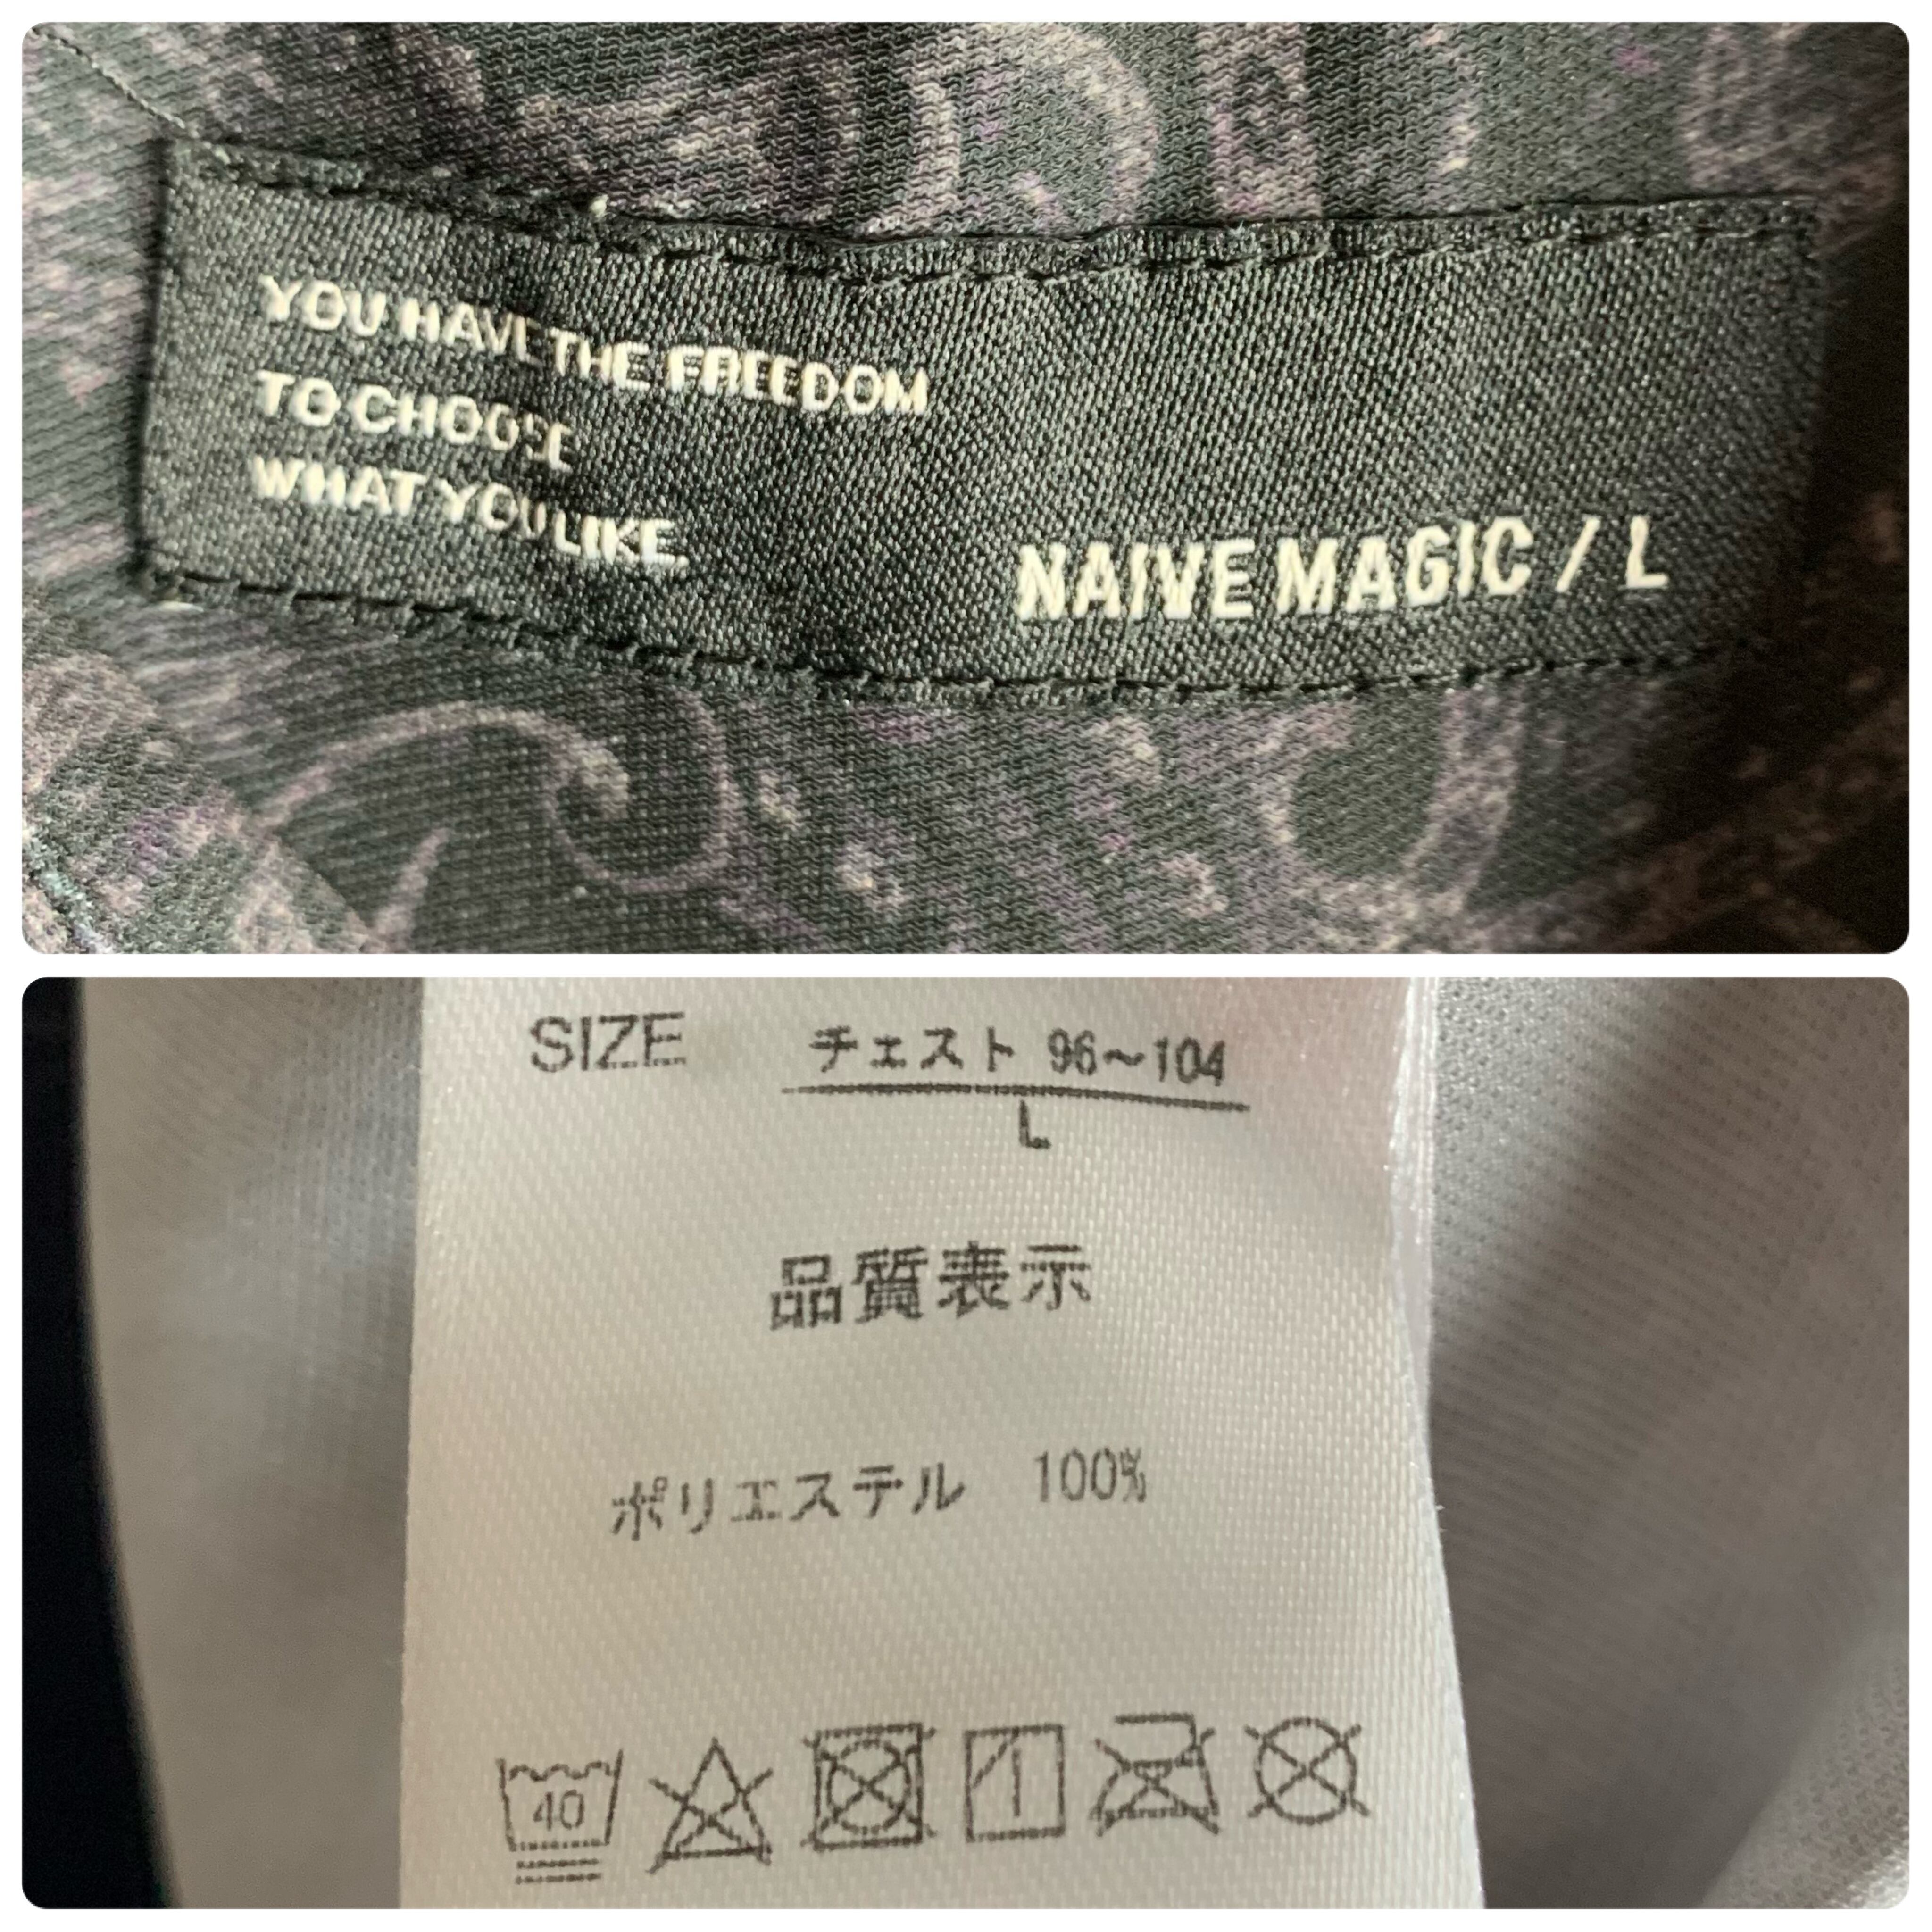 YOU HAVE THE FREEDOM
TO CHOOSE
WHAT YOU LIKE.
NAIVE MAGIC / L
SIZE チェスト 96～104
L
品質表示
ポリエステル 100%
40